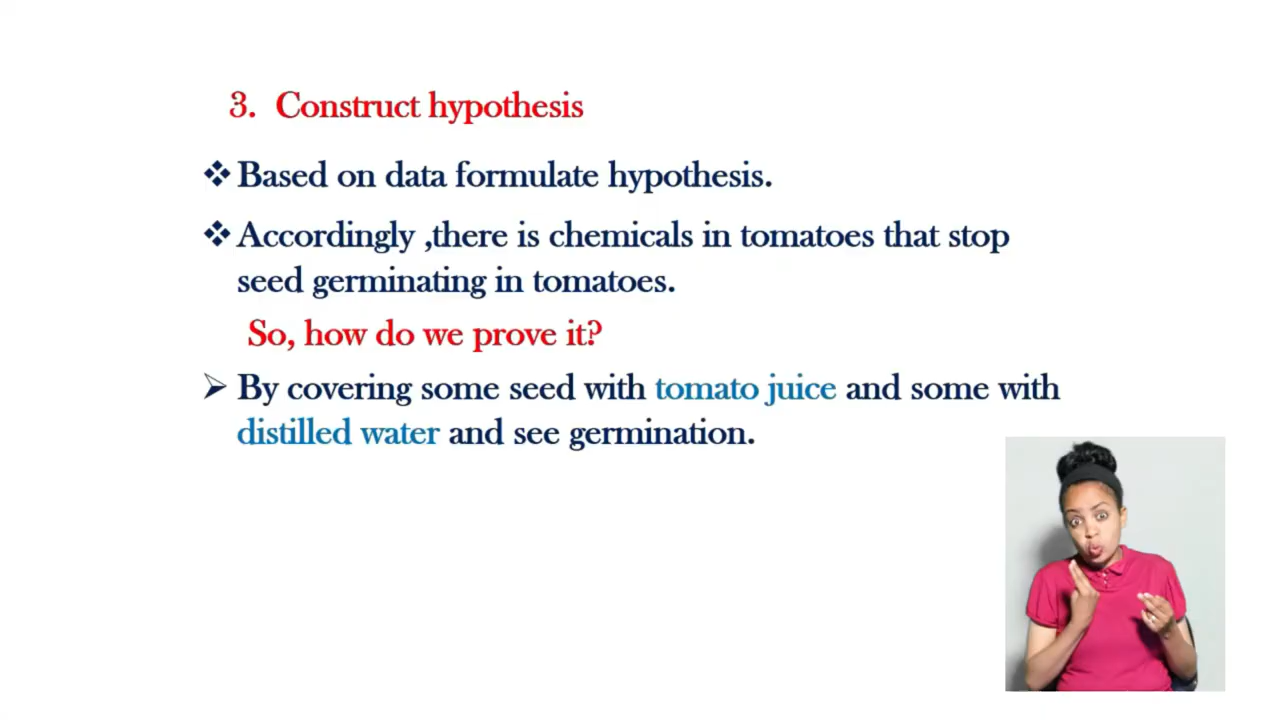 3. Construct hypothesis
❖ Based on data formulate hypothesis.
❖ Accordingly ,there is chemicals in tomatoes that stop
seed germinating in tomatoes.
So, how do we prove it?
➢ By covering some seed with tomato juice and some with
distilled water and see germination.